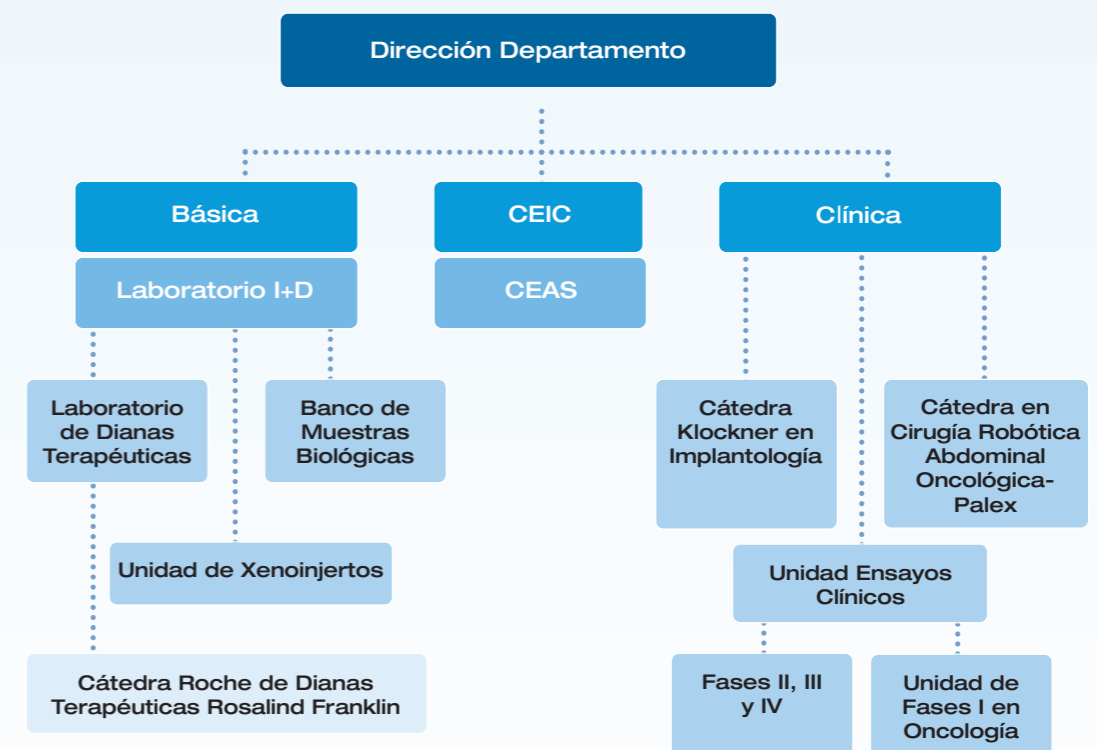 Dirección Departamento
Básica
CEIC
Clínica
Laboratorio I+D
CEAS
Laboratorio
de Dianas
Terapéuticas
Banco de
Muestras
Biológicas
Cátedra
Klockner en
Implantología
Cátedra en
Cirugía Robótica
Abdominal
Oncológica-
Palex
Unidad de Xenoinjertos
Unidad Ensayos
Clínicos
Cátedra Roche de Dianas
Terapéuticas Rosalind Franklin
Fases II, III
y IV
Unidad de
Fases I en
Oncología